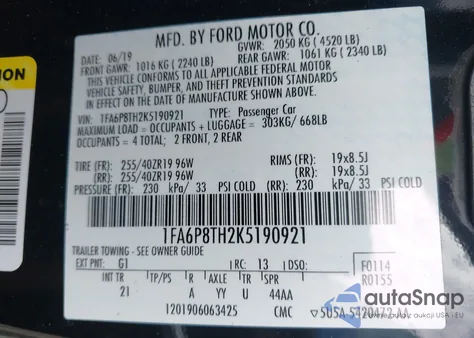 MFD. BY FORD MOTOR CO.
DATE: 06/19
GVWR: 2050 KG ( 4520 LB)
FRONT GAWR: 1016 KG ( 2240 LB)
REAR GAWR: 1061 KG ( 2340 LB)
THIS VEHICLE CONFORMS TO ALL APPLICABLE FEDERAL MOTOR
VEHICLE SAFETY, BUMPER, AND THEFT PREVENTION STANDARDS
IN EFFECT ON THE DATE OF MANUFACTURE SHOWN ABOVE.
VIN: 1FA6P8TH2K5190921
TYPE: Passenger Car
MAXIMUM LOAD = OCCUPANTS + LUGGAGE = 303KG/ 668LB
OCCUPANTS = 4 TOTAL; 2 FRONT, 2 REAR
TIRE (FR): 255/40ZR19 96W RIMS (FR): 19x8.5J
(RR): 255/40ZR19 96W (RR): 19x8.5J
PRESSURE (FR): 230 kPa/ 33 PSI COLD (RR): 230 kPa/ 33 PSI COLD
1FA6P8TH2K5190921
TRAILER TOWING - SEE OWNER GUIDE
EXT PNT: G1 RC: 13 DSO:
F0114
R0155
INT TR TP/PS R AXLE TR SPR
21 A YY U 44AA
1201906063425 CMC
5U5A-5420472-AA
autoSnap